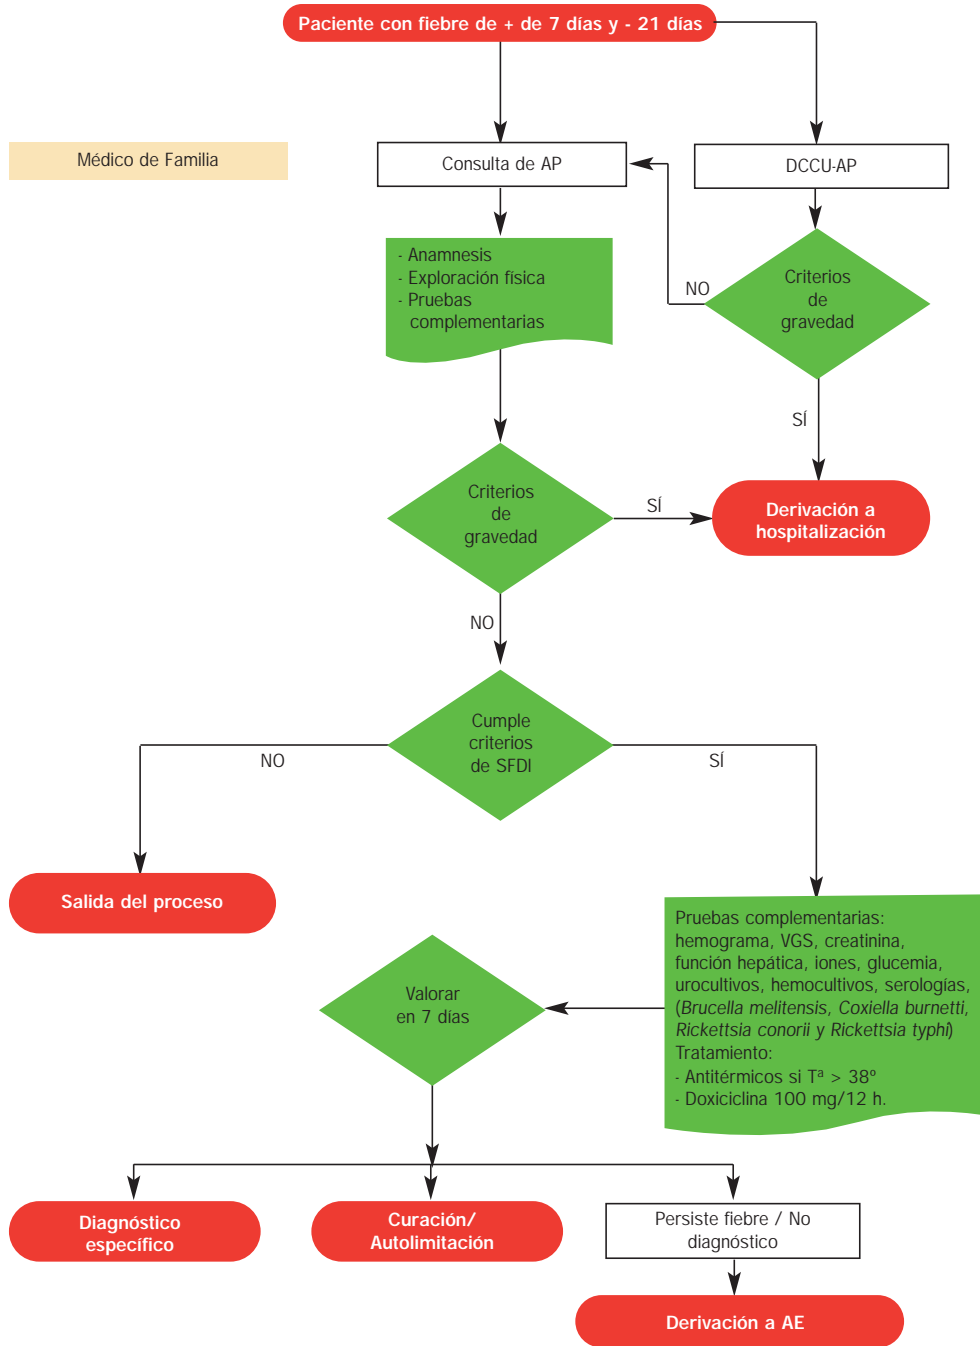 Paciente con fiebre de + de 7 días y - 21 días
Médico de Familia
Consulta de AP
DCCU-AP
- Anamnesis
- Exploración física
- Pruebas
complementarias
NO
Criterios
de
gravedad
SÍ
Criterios
de
gravedad
SÍ
Derivación a
hospitalización
NO
Cumple
criterios
de SFDI
NO
SÍ
Salida del proceso
Pruebas complementarias:
hemograma, VGS, creatinina,
función hepática, iones, glucemia,
urocultivos, hemocultivos, serologías,
(Brucella melitensis, Coxiella burnetti,
Rickettsia conorii y Rickettsia typhi)
Tratamiento:
- Antitérmicos si Tª > 38º
- Doxiciclina 100 mg/12 h.
Valorar
en 7 días
Diagnóstico
específico
Curación/
Autolimitación
Persiste fiebre / No
diagnóstico
Derivación a AE